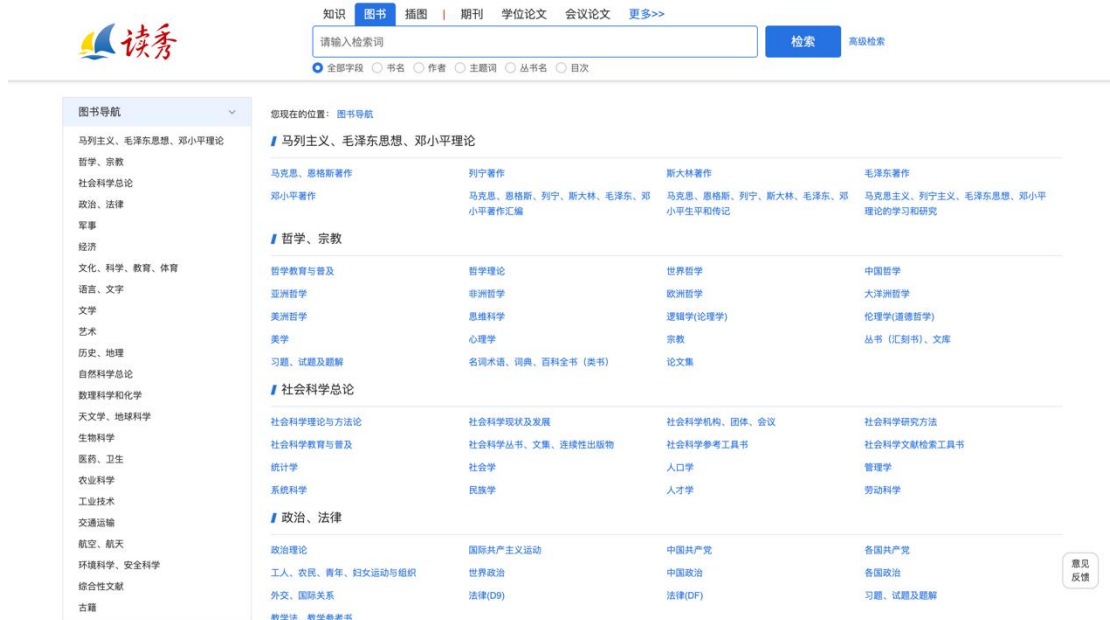 知识 图书 插图 | 期刊 学位论文 会议论文 更多>>
读秀
请输入检索词 检索 高级检索
全部字段 书名 作者 主题词 丛书名 目次
图书导航
马列主义、毛泽东思想、邓小平理论
哲学、宗教
社会科学总论
政治、法律
军事
经济
文化、科学、教育、体育
语言、文字
文学
艺术
历史、地理
自然科学总论
数理科学和化学
天文学、地球科学
生物科学
医药、卫生
农业科学
工业技术
交通运输
航空、航天
环境科学、安全科学
综合性文献
古籍
您现在的位置： 图书导航
马列主义、毛泽东思想、邓小平理论
马克思、恩格斯著作 列宁著作 斯大林著作 毛泽东著作
邓小平著作 马克思、恩格斯、列宁、斯大林、毛泽东、邓 马克思、恩格斯、列宁、斯大林、毛泽东、邓 马克思主义、列宁主义、毛泽东思想、邓小平
小平著作汇编 小平生平和传记 理论的学习和研究
哲学、宗教
哲学教育与普及 哲学理论 世界哲学 中国哲学
亚洲哲学 非洲哲学 欧洲哲学 大洋洲哲学
美洲哲学 思维科学 逻辑学(论理学) 伦理学(道德哲学)
美学 心理学 宗教 丛书（汇刻书）、文库
习题、试题及题解 名词术语、词典、百科全书（类书） 论文集
社会科学总论
社会科学理论与方法论 社会科学现状及发展 社会科学机构、团体、会议 社会科学研究方法
社会科学教育与普及 社会科学丛书、文集、连续性出版物 社会科学参考工具书 社会科学文献检索工具书
统计学 社会学 人口学 管理学
系统科学 民族学 人才学 劳动科学
政治、法律
政治理论 国际共产主义运动 中国共产党 各国共产党
工人、农民、青年、妇女运动与组织 世界政治 中国政治 各国政治
外交、国际关系 法律(D9) 法律(DF) 习题、试题及题解
教学法、教学参考书
意见
反馈